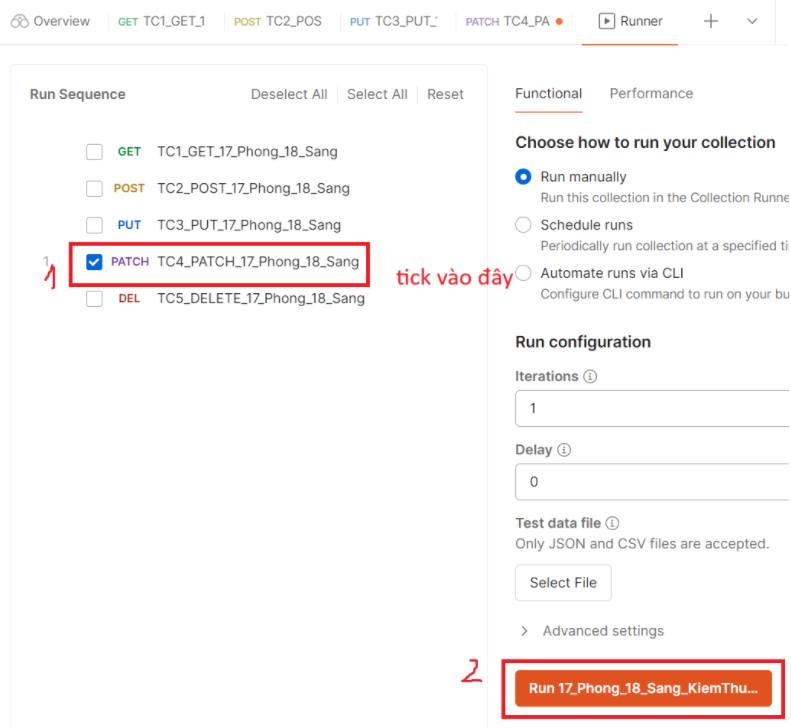 Overview GET TC1_GET_1 POST TC2_POS PUT TC3_PUT_ PATCH TC4_PA Runner
Run Sequence Deselect All Select All Reset
GET TC1_GET_17_Phong_18_Sang
POST TC2_POST_17_Phong_18_Sang
PUT TC3_PUT_17_Phong_18_Sang
1 PATCH TC4_PATCH_17_Phong_18_Sang
1
tick vào đây
DEL TC5_DELETE_17_Phong_18_Sang
Functional Performance
Choose how to run your collection
Run manually
Run this collection in the Collection Runne
Schedule runs
Periodically run collection at a specified ti
Automate runs via CLI
Configure CLI command to run on your bu
Run configuration
Iterations
1
Delay
0
Test data file
Only JSON and CSV files are accepted.
Select File
Advanced settings
2
Run 17_Phong_18_Sang_KiemThu...